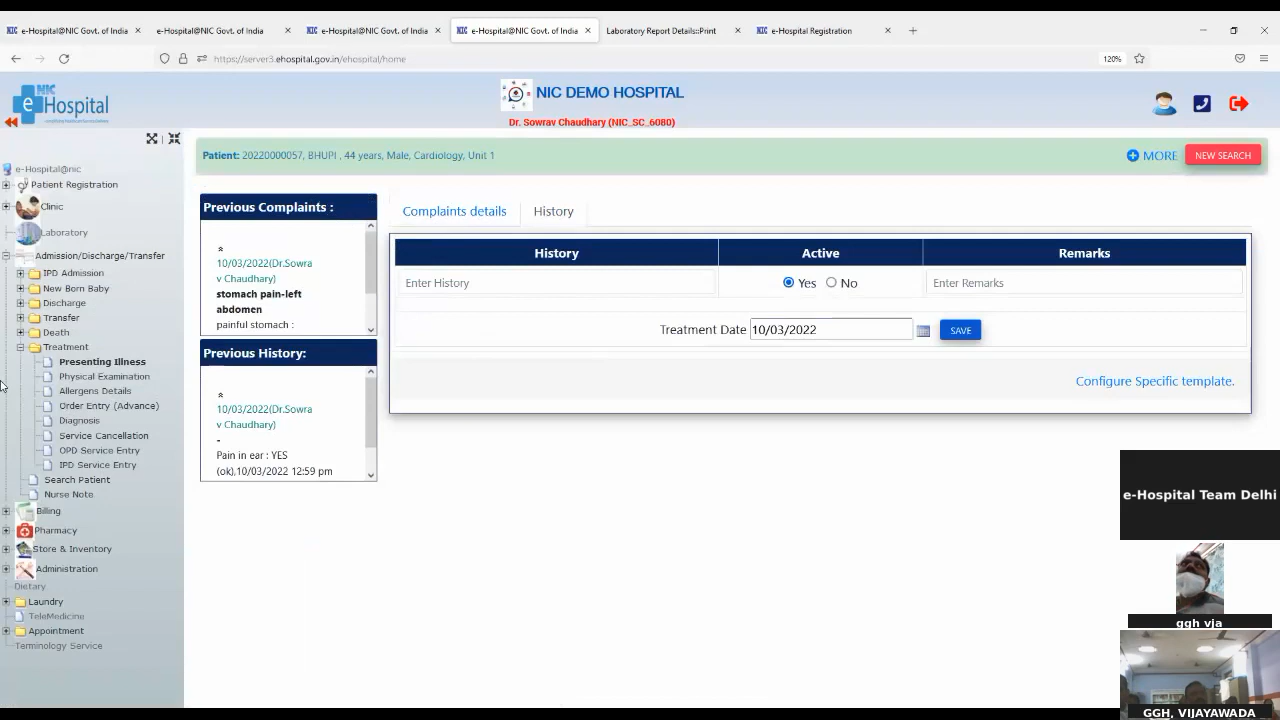 NIC e-Hospital@NIC Govt. of India
e-Hospital@NIC Govt. of India
NIC e-Hospital@NIC Govt. of India
NIC e-Hospital@NIC Govt. of India
Laboratory Report Details::Print
NIC e-Hospital Registration
https://server3.ehospital.gov.in/ehospital/home
120%
NIC
eHospital
NIC DEMO HOSPITAL
Dr. Sowrav Chaudhary (NIC_SC_6080)
Patient: 20220000057, BHUPI , 44 years, Male, Cardiology, Unit 1
MORE
NEW SEARCH
e-Hospital@nic
Patient Registration
Clinic
Laboratory
Admission/Discharge/Transfer
IPD Admission
New Born Baby
Discharge
Transfer
Death
Treatment
Presenting Illness
Physical Examination
Allergens Details
Order Entry (Advance)
Diagnosis
Service Cancellation
OPD Service Entry
IPD Service Entry
Search Patient
Nurse Note
Billing
Pharmacy
Store & Inventory
Administration
Dietary
Laundry
TeleMedicine
Appointment
Terminology Service
Previous Complaints :
10/03/2022(Dr.Sowra
v Chaudhary)
stomach pain-left
abdomen
painful stomach :
Previous History:
10/03/2022(Dr.Sowra
v Chaudhary)
-
Pain in ear : YES
(ok),10/03/2022 12:59 pm
Complaints details
History
History Active Remarks
Enter History
Yes No
Enter Remarks
Treatment Date 10/03/2022 SAVE
Configure Specific template.
e-Hospital Team Delhi
ggh vja
GGH, VIJAYAWADA